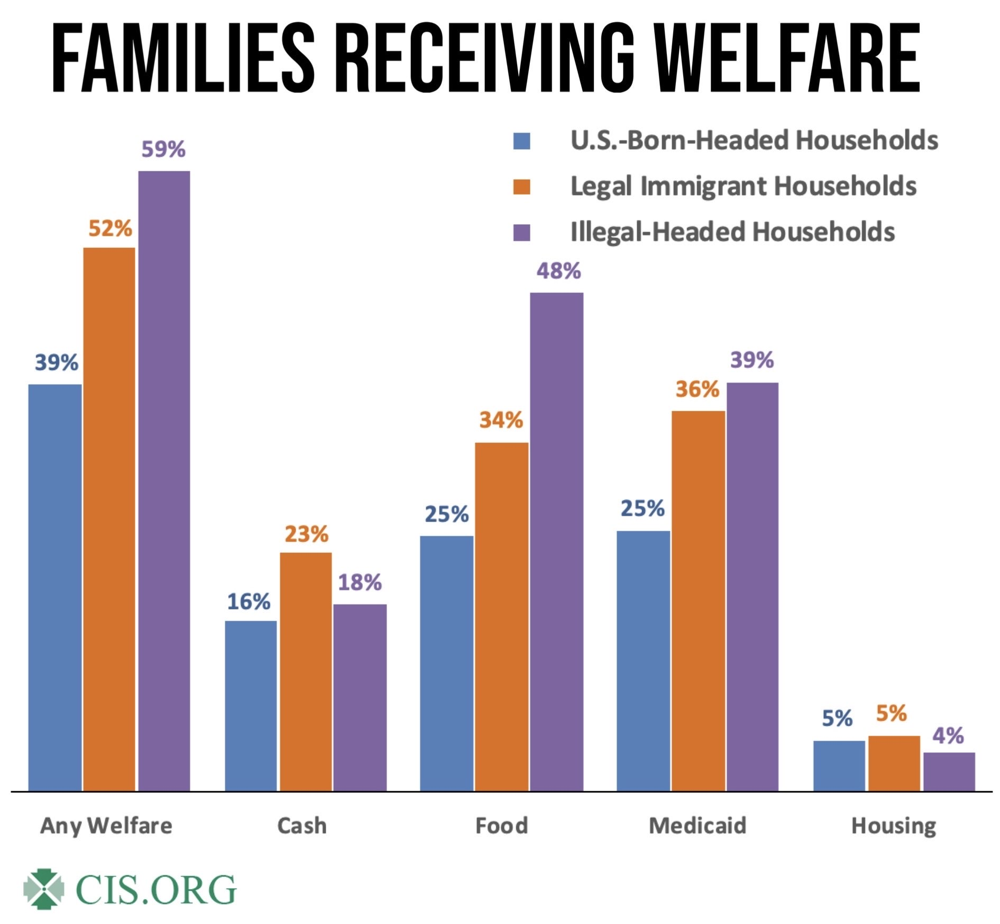 FAMILIES RECEIVING WELFARE
U.S.-Born-Headed Households
Legal Immigrant Households
Illegal-Headed Households
39%
52%
59%
16%
23%
18%
25%
34%
48%
25%
36%
39%
5%
5%
4%
Any Welfare
Cash
Food
Medicaid
Housing
CIS.ORG